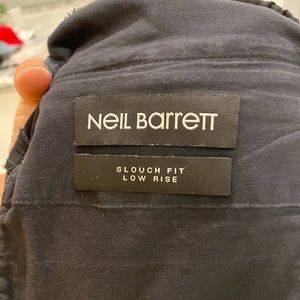 NeiL Barrett
SLOUCH FIT
LOW RISE